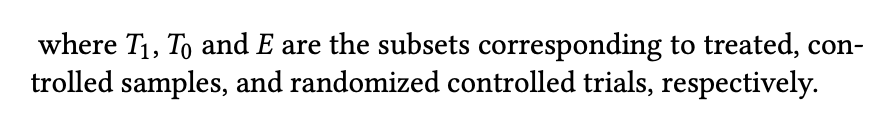 where T₁, T₀ and E are the subsets corresponding to treated, con-
trolled samples, and randomized controlled trials, respectively.